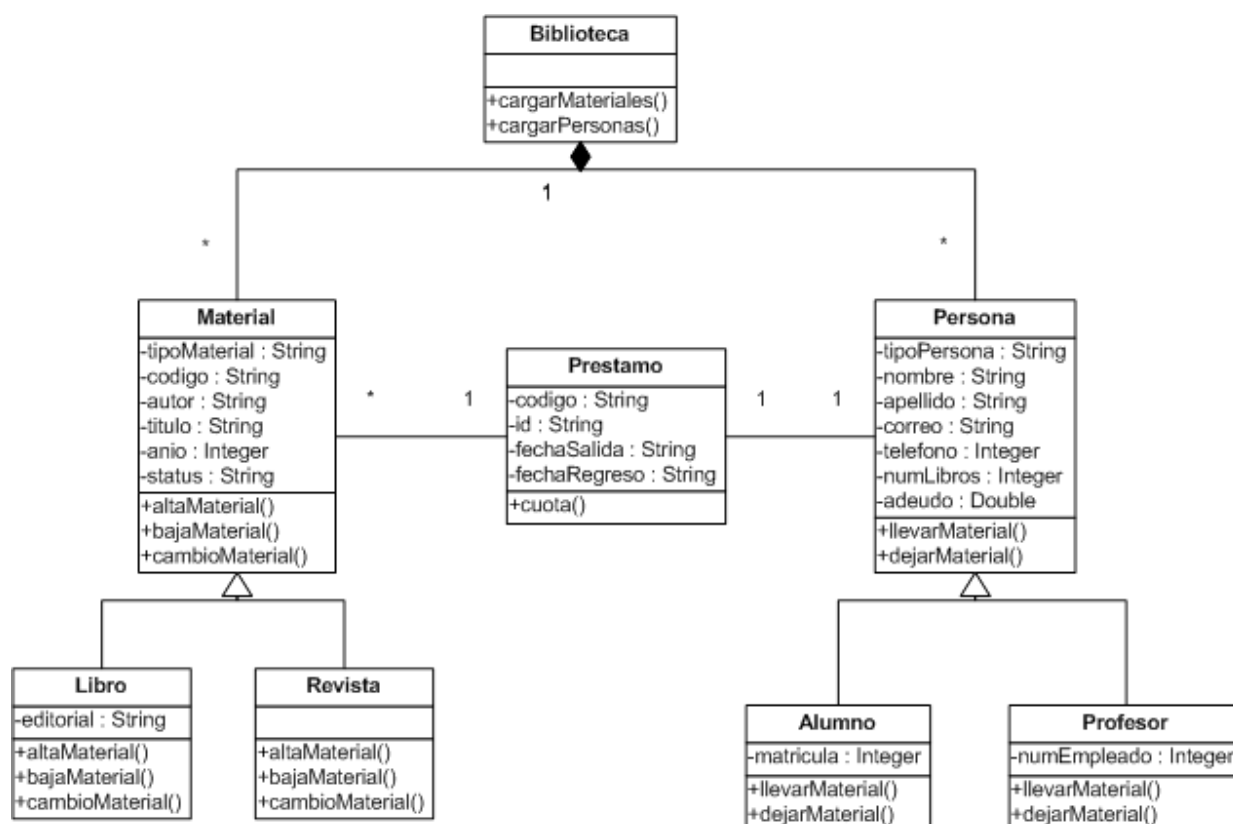 Biblioteca
+cargarMateriales()
+cargarPersonas()
1
*
*
Material
-tipoMaterial : String
-codigo : String
-autor : String
-titulo : String
-anio : Integer
-status : String
+altaMaterial()
+bajaMaterial()
+cambioMaterial()
*
1
Prestamo
-codigo : String
-id : String
-fechaSalida : String
-fechaRegreso : String
+cuota()
1
1
Persona
-tipoPersona : String
-nombre : String
-apellido : String
-correo : String
-telefono : Integer
-numLibros : Integer
-adeudo : Double
+llevarMaterial()
+dejarMaterial()
Libro
-editorial : String
+altaMaterial()
+bajaMaterial()
+cambioMaterial()
Revista
+altaMaterial()
+bajaMaterial()
+cambioMaterial()
Alumno
-matricula : Integer
+llevarMaterial()
+dejarMaterial()
Profesor
-numEmpleado : Integer
+llevarMaterial()
+dejarMaterial()